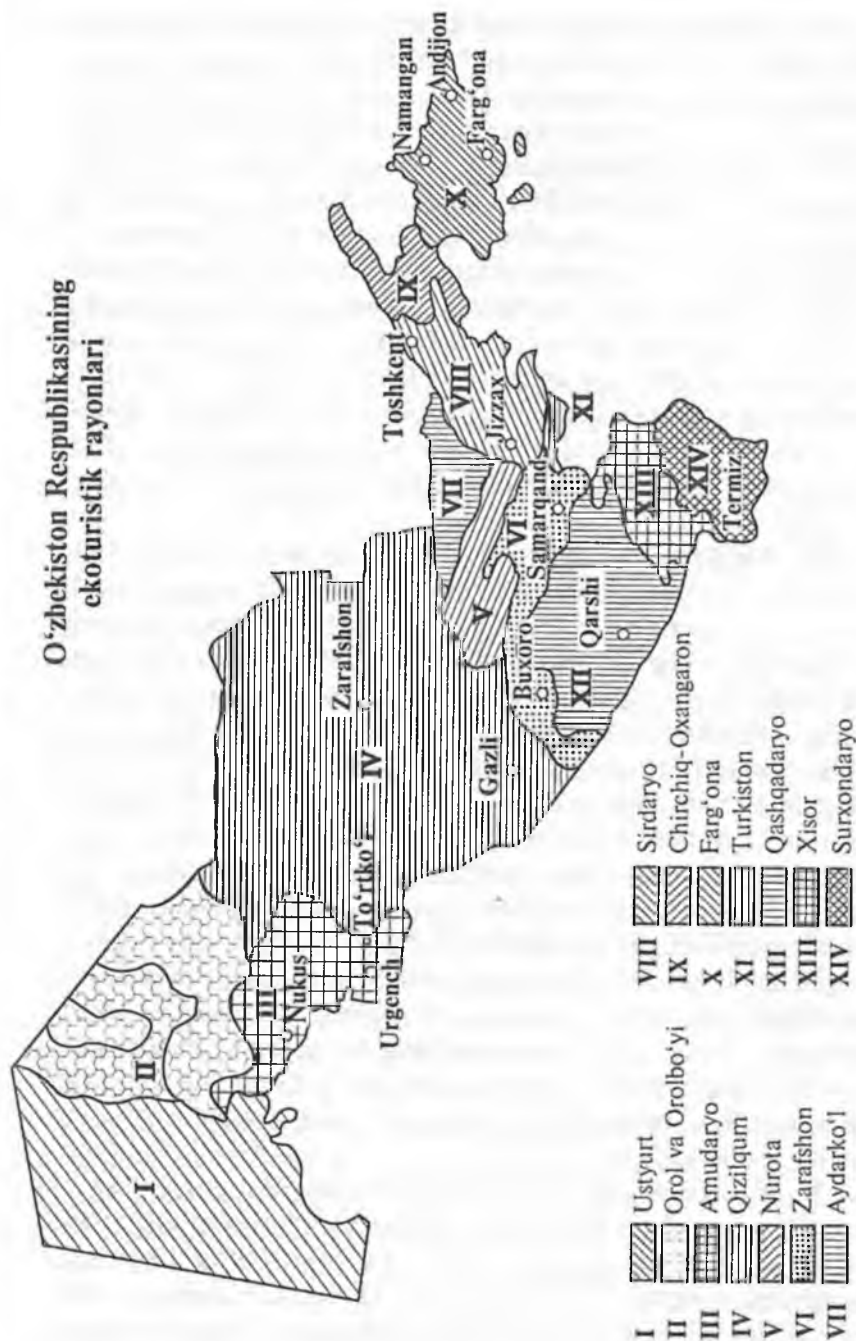 O‘zbekiston Respublikasining
ekoturistik rayonlari
I
II
III
IV
V
VI
VII
VIII
IX
X
XI
XII
XIII
XIV
Nukus
Urgench
To‘rtko‘l
Zarafshon
Gazli
Buxoro
Qarshi
Samarqand
Jizzax
Toshkent
Namangan
Andijon
Farg‘ona
Termiz
I Ustyurt
II Orol va Orolbo‘yi
III Amudaryo
IV Qizilqum
V Nurota
VI Zarafshon
VII Aydarko‘l
VIII Sirdaryo
IX Chirchiq-Oxangaron
X Farg‘ona
XI Turkiston
XII Qashqadaryo
XIII Xisor
XIV Surxondaryo